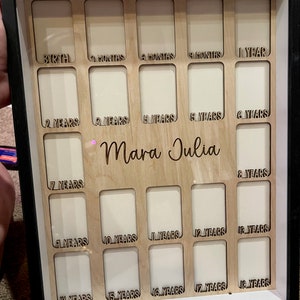 BIRTH 3 MONTHS 6 MONTHS 1 YEAR
2 YEARS 3 YEARS 4 YEARS 5 YEARS 6 YEARS
Mara Julia
7 YEARS 8 YEARS
9 YEARS 10 YEARS 11 YEARS 12 YEARS 13 YEARS
14 YEARS 15 YEARS 16 YEARS 17 YEARS 18 YEARS